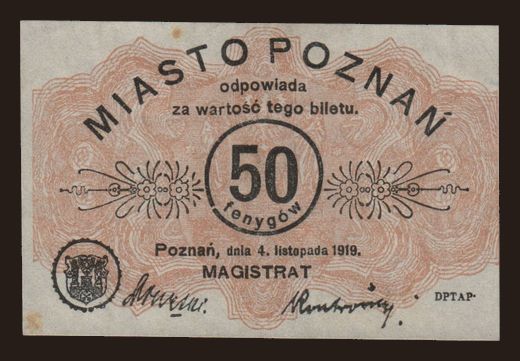 MIASTO POZNAŃ
odpowiada
za wartość tego biletu.
50
fenygów
Poznań, dnia 4. listopada 1919.
MAGISTRAT
DPTAP·